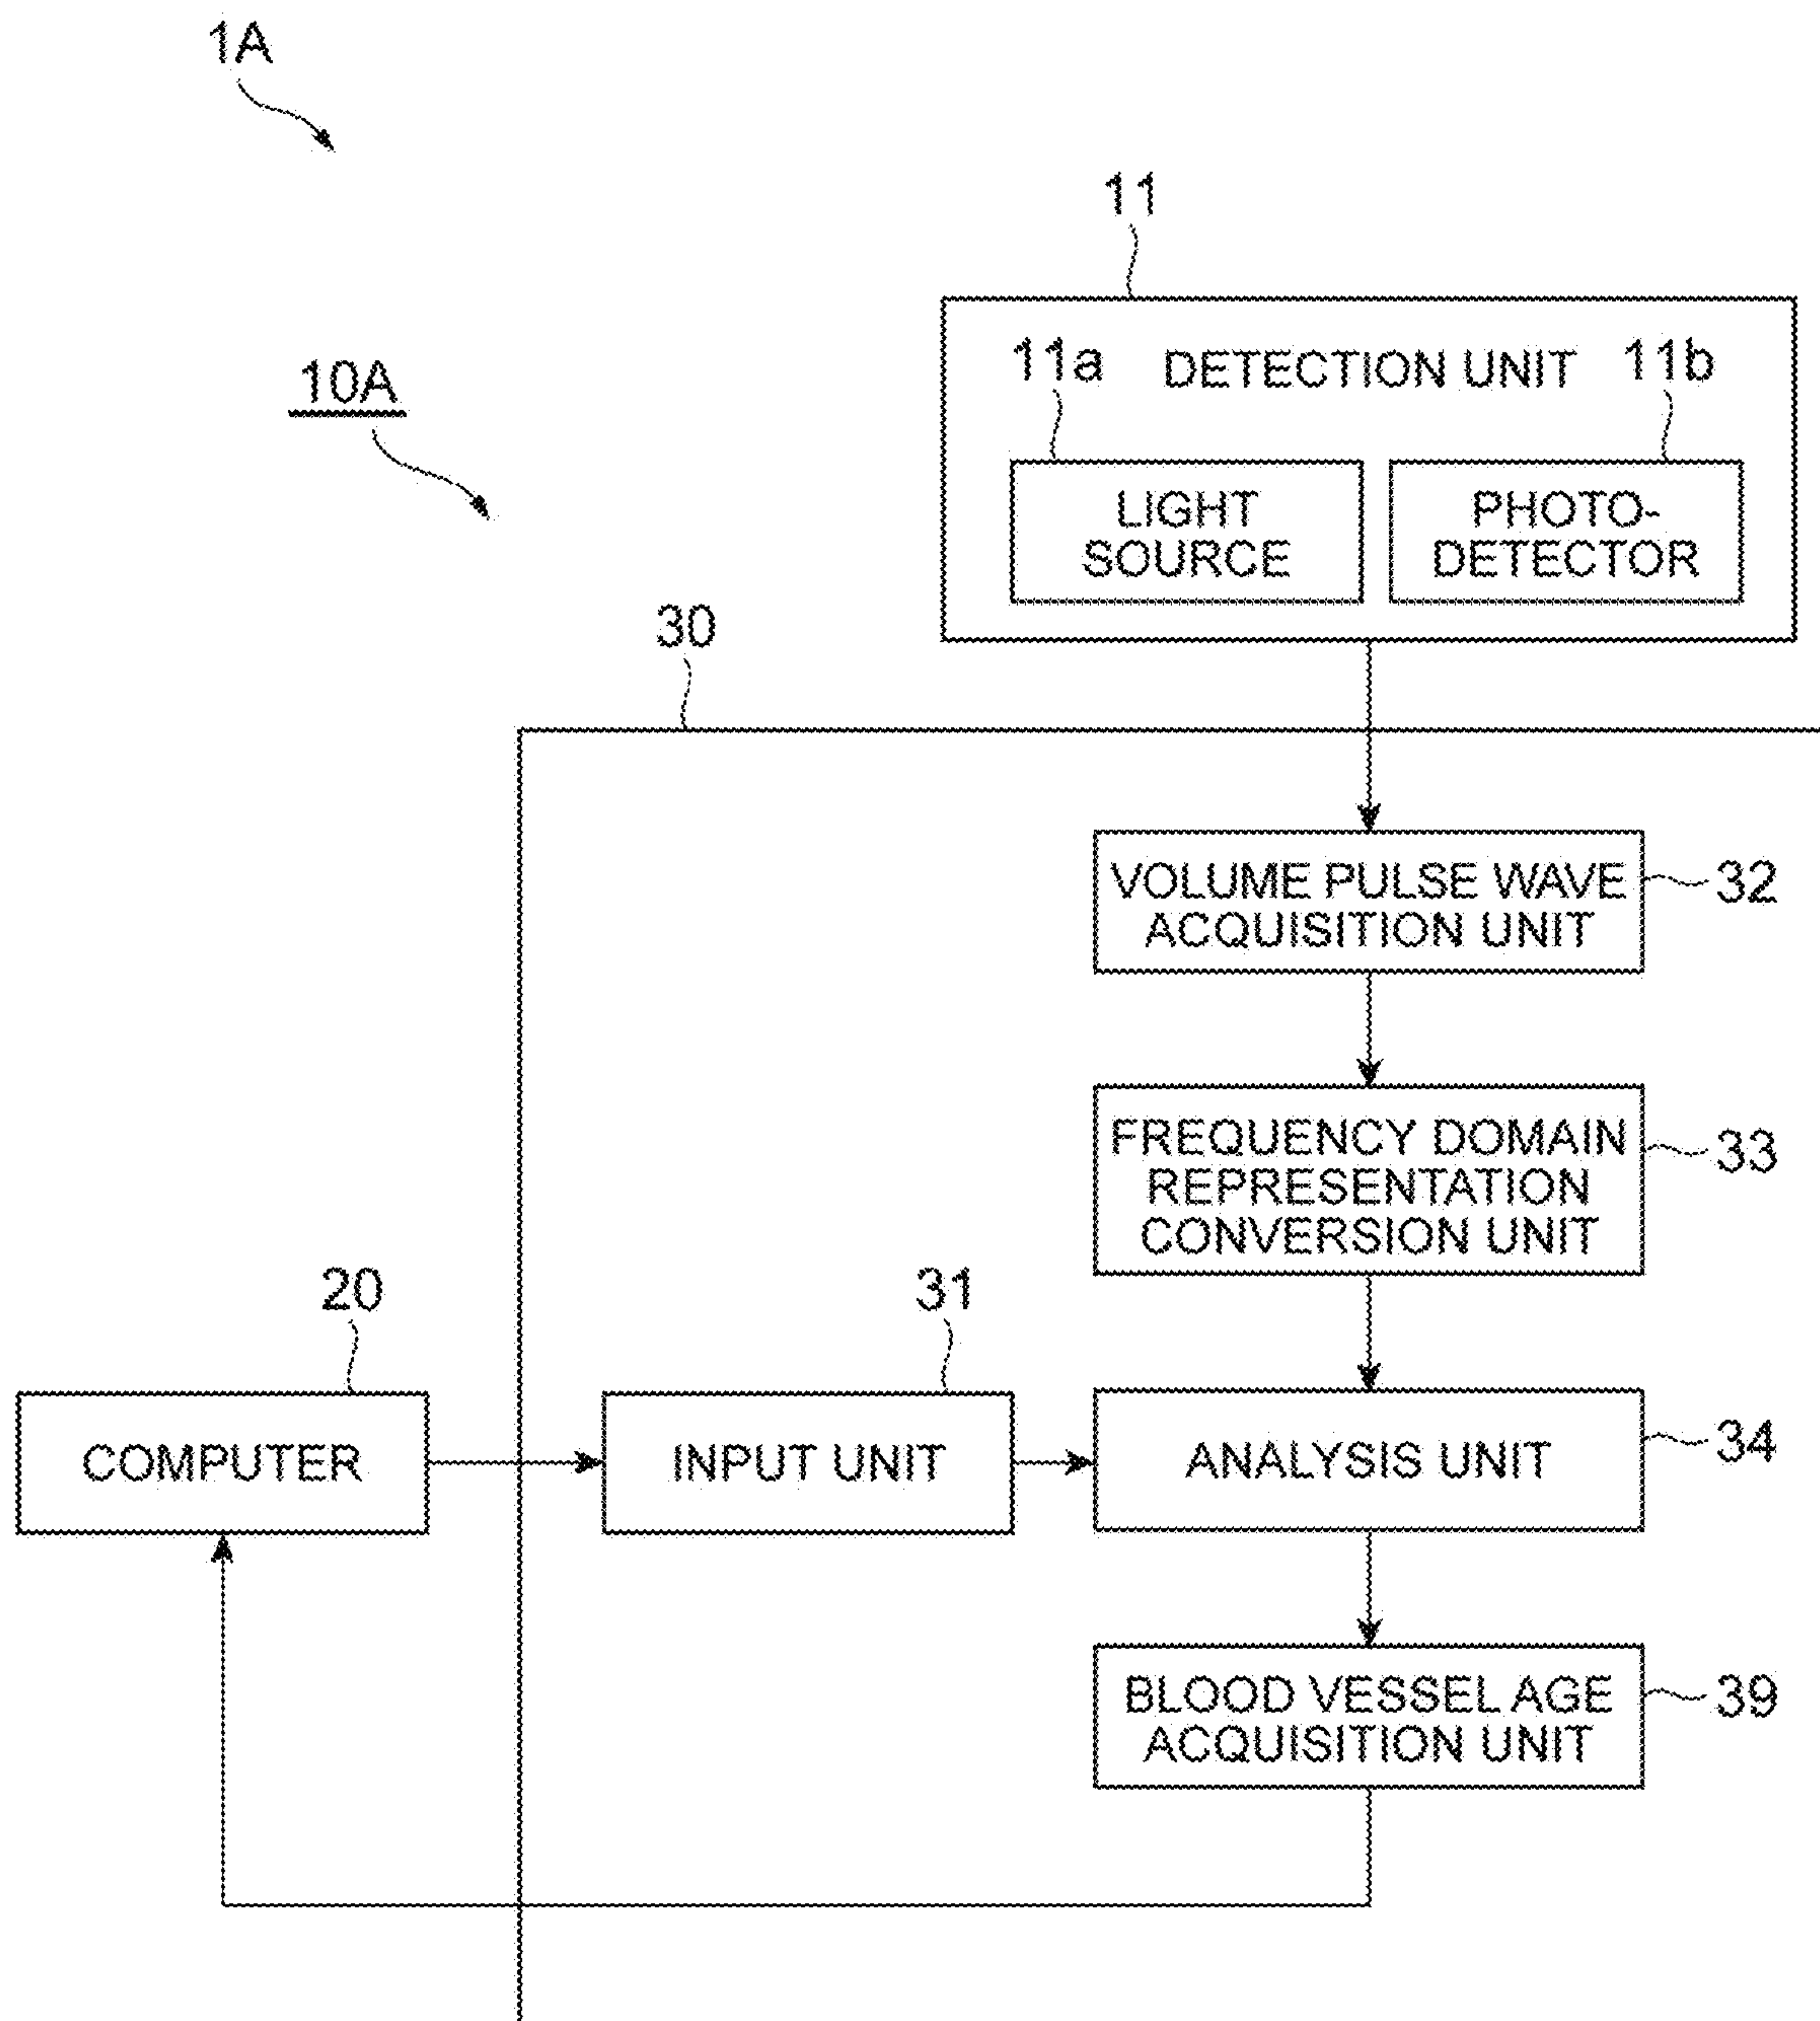 1A
11
10A
11a
DETECTION UNIT
11b
LIGHT
SOURCE
PHOTO-
DETECTOR
30
VOLUME PULSE WAVE
ACQUISITION UNIT
32
FREQUENCY DOMAIN
REPRESENTATION
CONVERSION UNIT
33
20
31
COMPUTER
INPUT UNIT
ANALYSIS UNIT
34
BLOOD VESSEL AGE
ACQUISITION UNIT
39